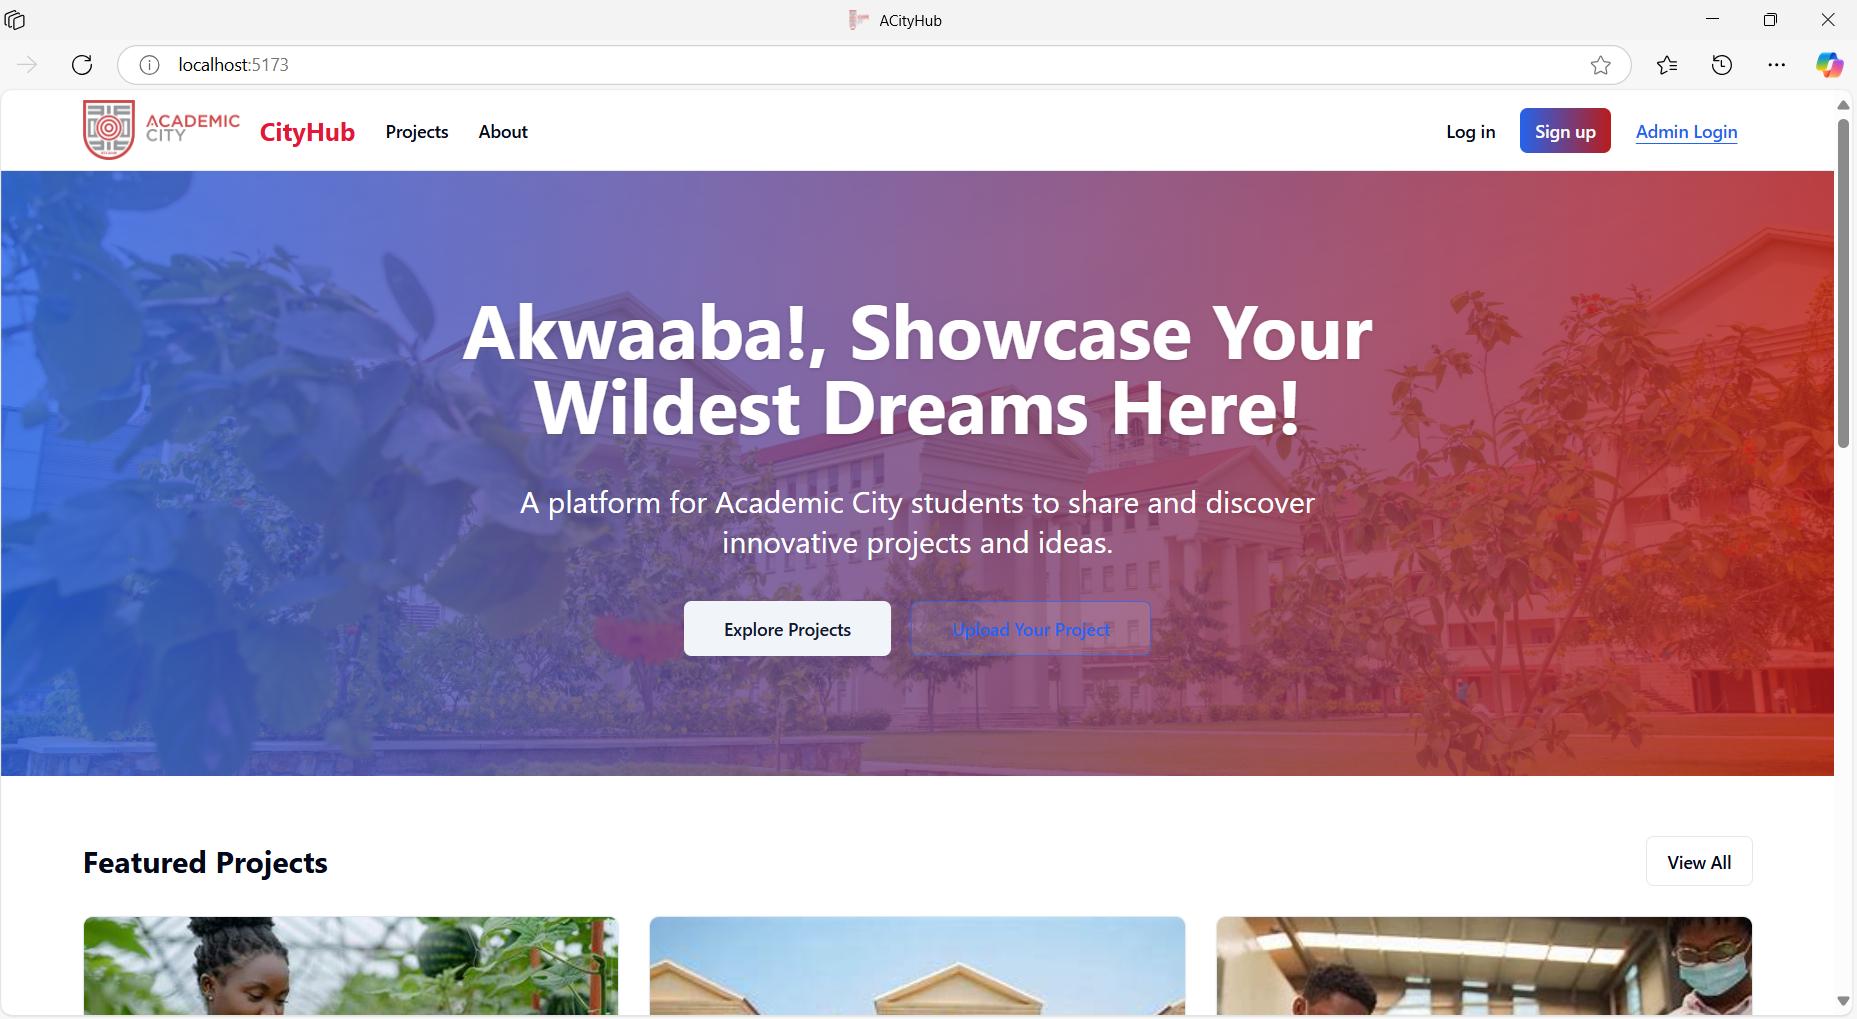 ACityHub
localhost:5173
ACADEMIC
CITY
CityHub
Projects
About
Log in
Sign up
Admin Login
Akwaaba!, Showcase Your
Wildest Dreams Here!
A platform for Academic City students to share and discover
innovative projects and ideas.
Explore Projects
Upload Your Project
Featured Projects
View All